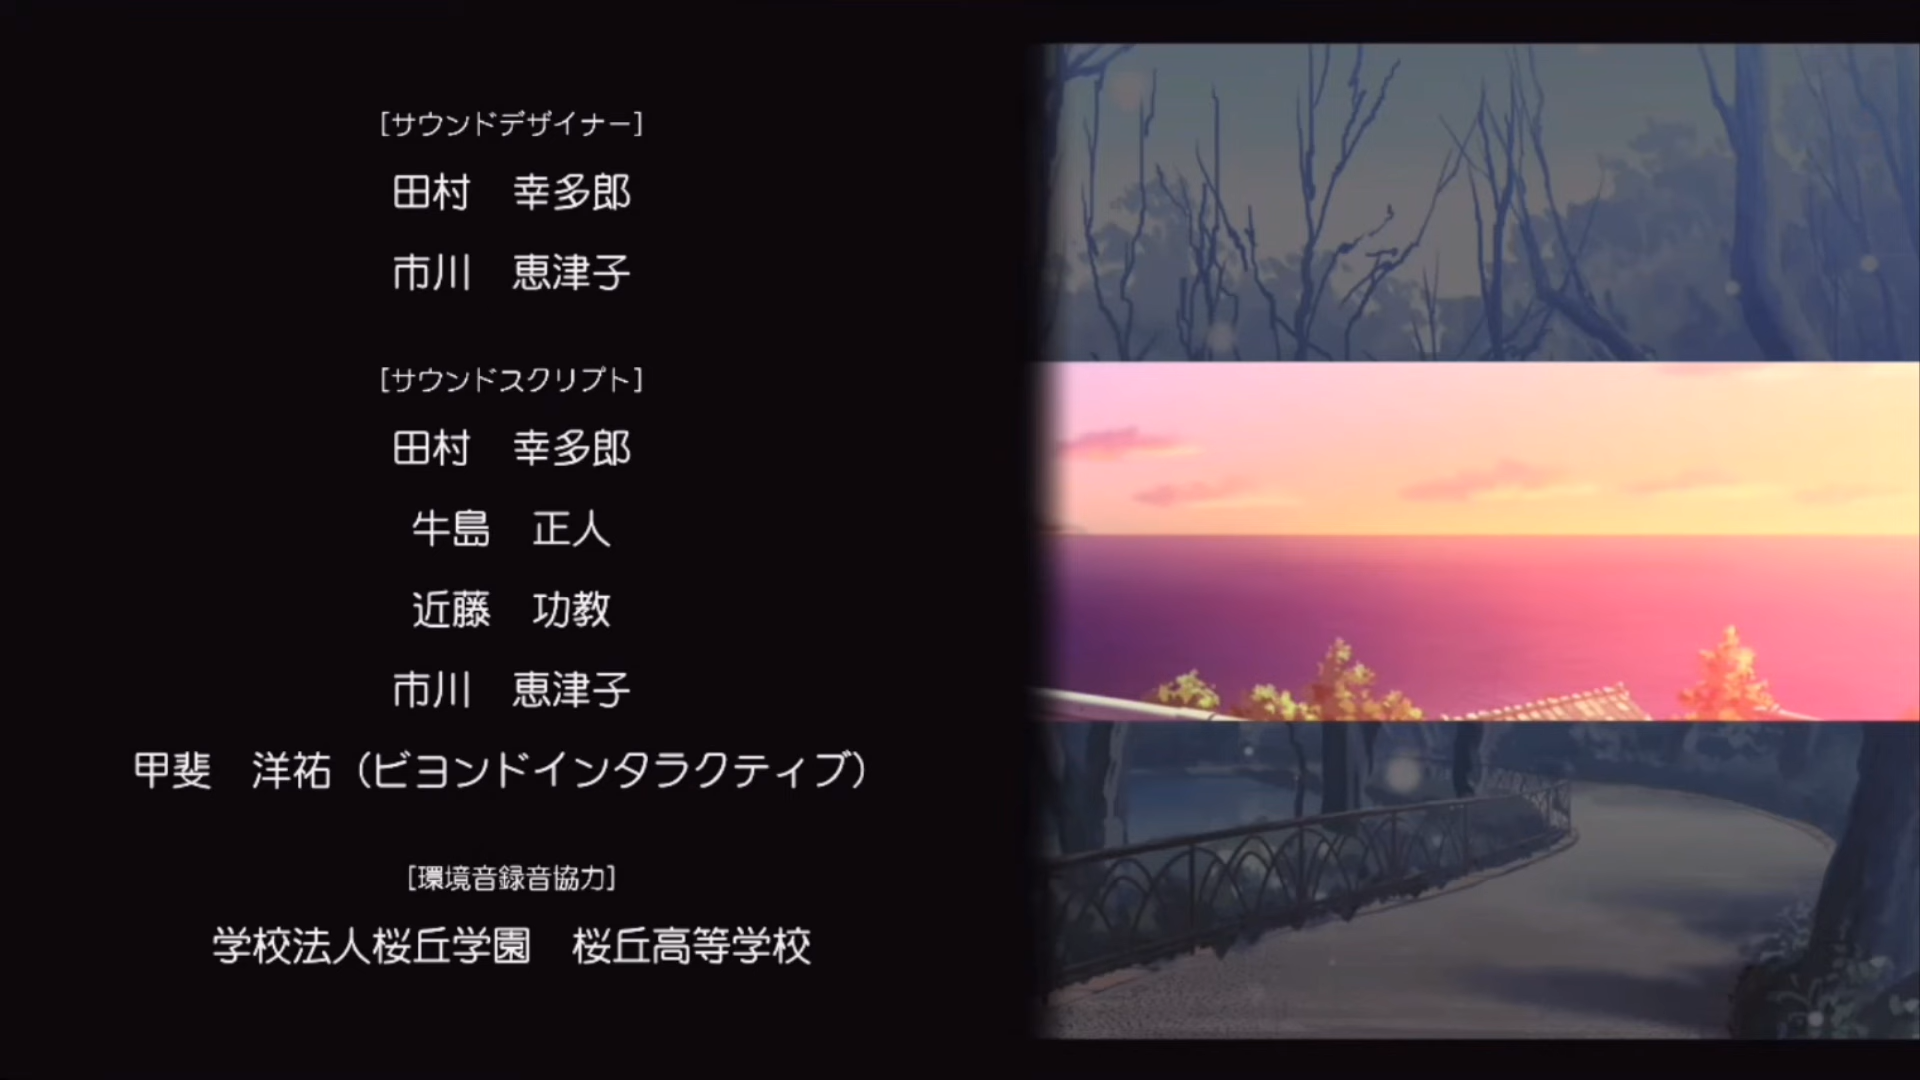 [サウンドデザイナー]
田村　幸多郎
市川　恵津子
[サウンドスクリプト]
田村　幸多郎
牛島　正人
近藤　功教
市川　恵津子
甲斐　洋祐（ビヨンドインタラクティブ）
[環境音録音協力]
学校法人桜丘学園　桜丘高等学校